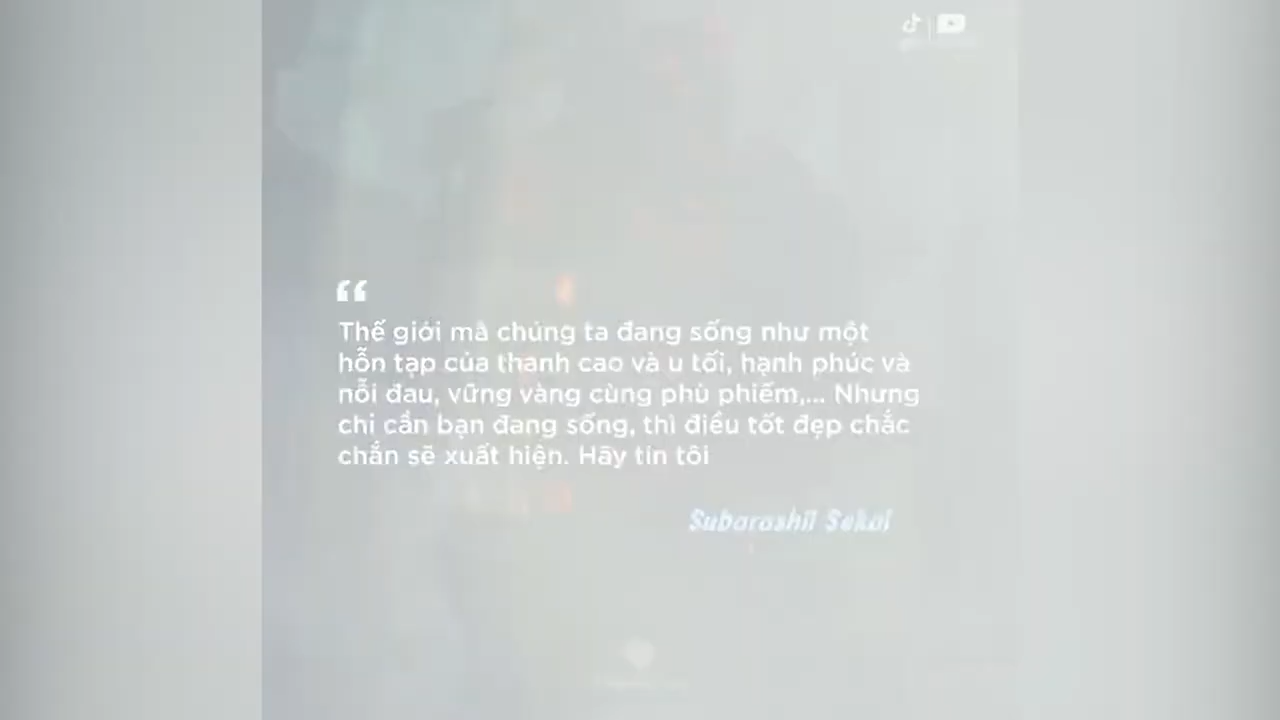 “
Thế giới mà chúng ta đang sống như một
hỗn tạp của thanh cao và u tối, hạnh phúc và
nỗi đau, vững vàng cùng phù phiếm,... Nhưng
chỉ cần bạn đang sống, thì điều tốt đẹp chắc
chắn sẽ xuất hiện. Hãy tin tôi
Subarashii Sekai